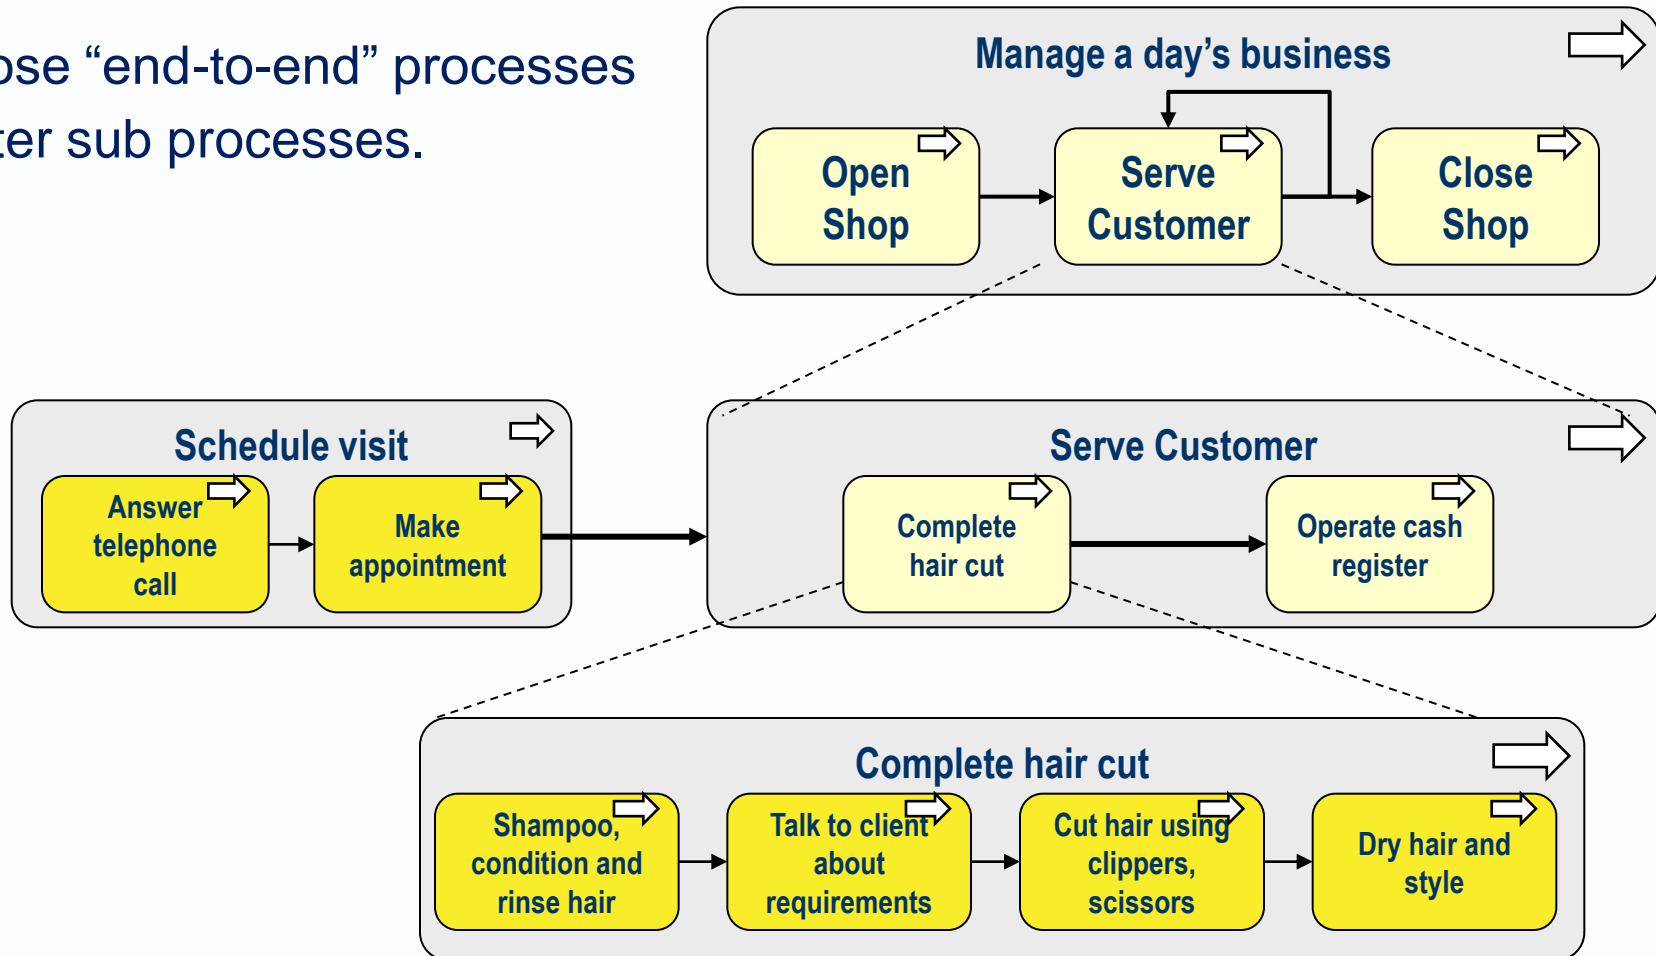 ose “end-to-end” processes
ter sub processes.
Manage a day’s business
Open
Shop
Serve
Customer
Close
Shop
Schedule visit
Answer
telephone
call
Make
appointment
Serve Customer
Complete
hair cut
Operate cash
register
Complete hair cut
Shampoo,
condition and
rinse hair
Talk to client
about
requirements
Cut hair using
clippers,
scissors
Dry hair and
style